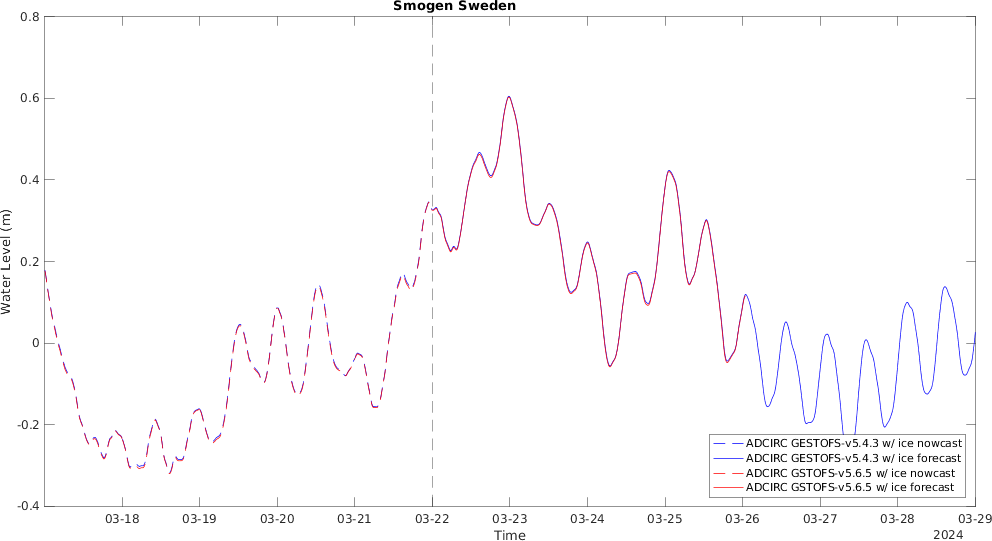 Smogen Sweden
0.8
0.6
0.4
0.2
0
-0.2
-0.4
Water Level (m)
ADCIRC GESTOFS-v5.4.3 w/ ice nowcast
ADCIRC GESTOFS-v5.4.3 w/ ice forecast
ADCIRC GSTOFS-v5.6.5 w/ ice nowcast
ADCIRC GSTOFS-v5.6.5 w/ ice forecast
03-18 03-19 03-20 03-21 03-22 03-23 03-24 03-25 03-26 03-27 03-28 03-29
Time
2024